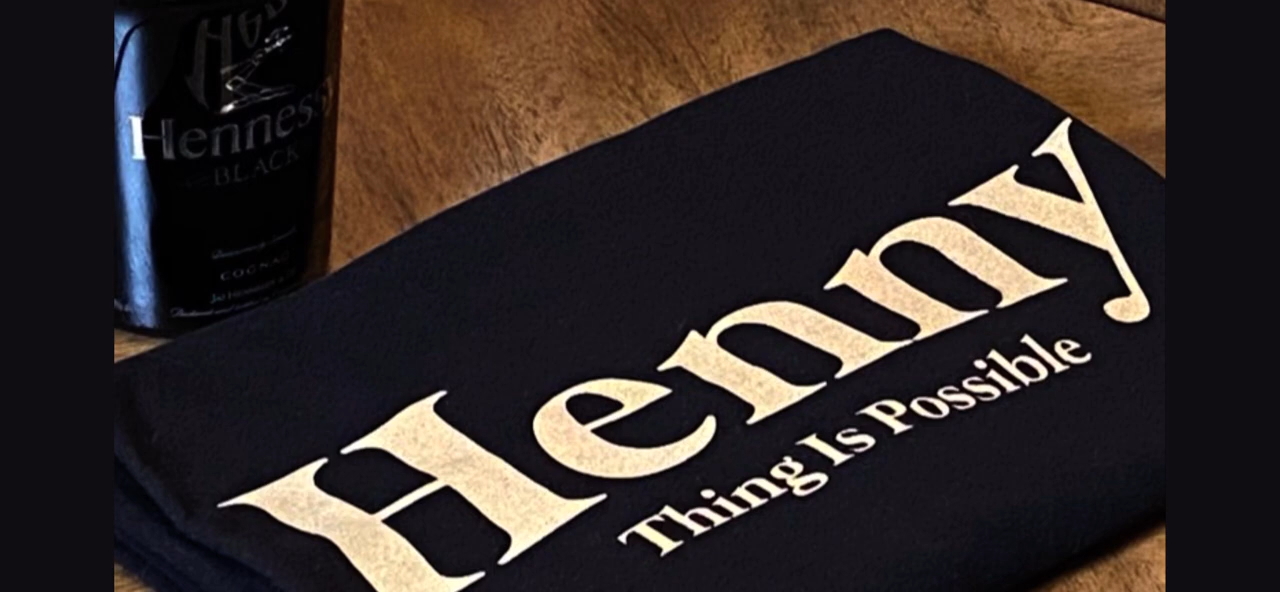 Hennessy
BLACK
COGNAC
Henny
Thing Is Possible